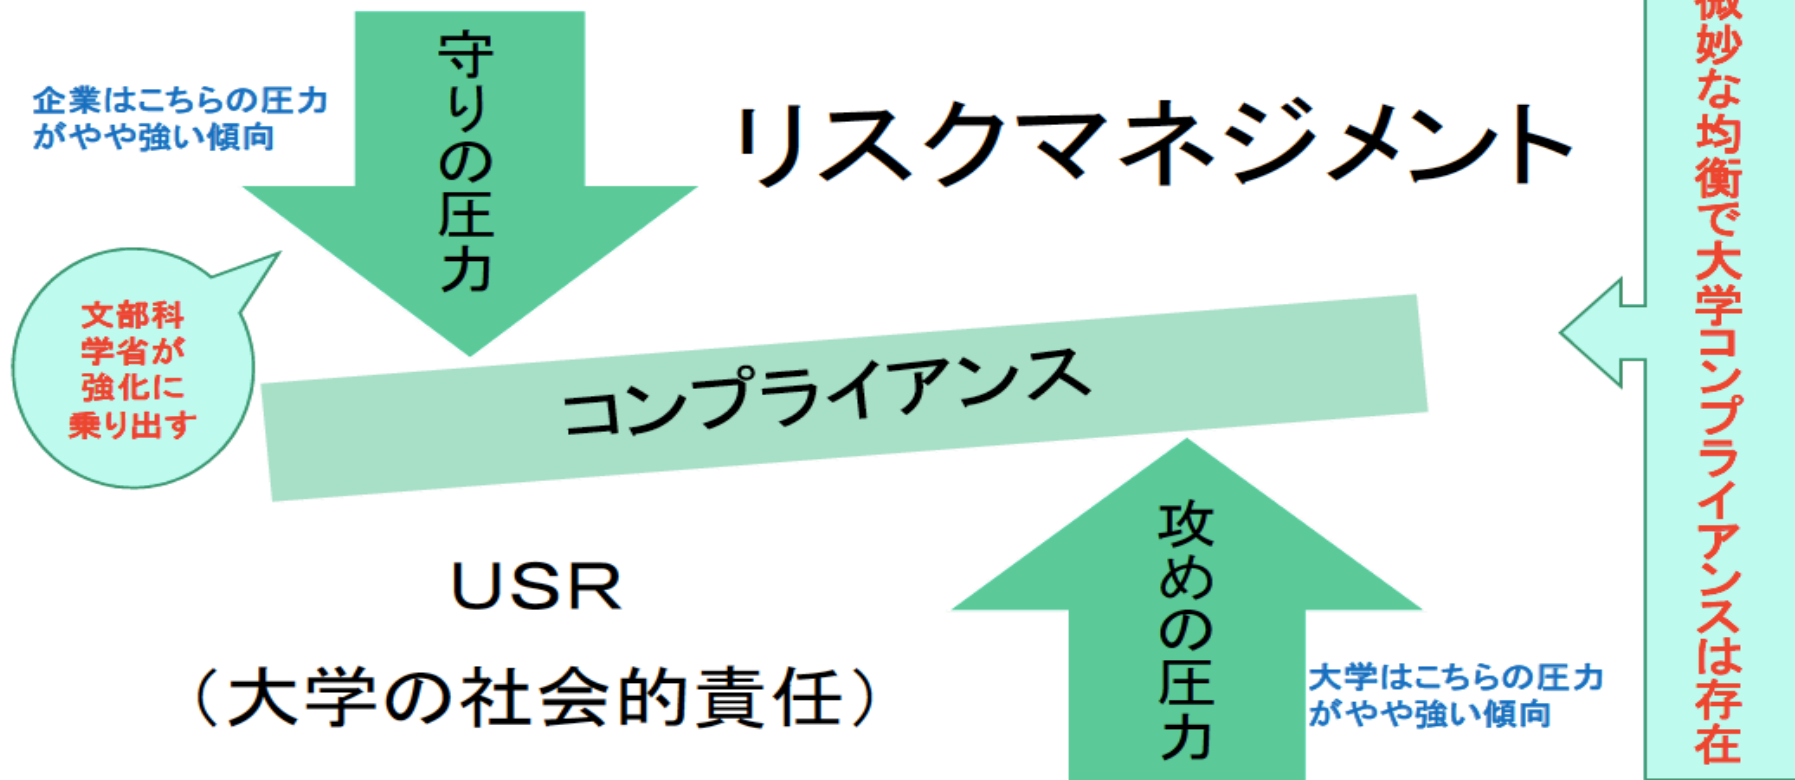 守りの圧力
企業はこちらの圧力
がやや強い傾向
リスクマネジメント
文部科
学省が
強化に
乗り出す
コンプライアンス
USR
（大学の社会的責任）
攻めの圧力
大学はこちらの圧力
がやや強い傾向
微妙な均衡で大学コンプライアンスは存在